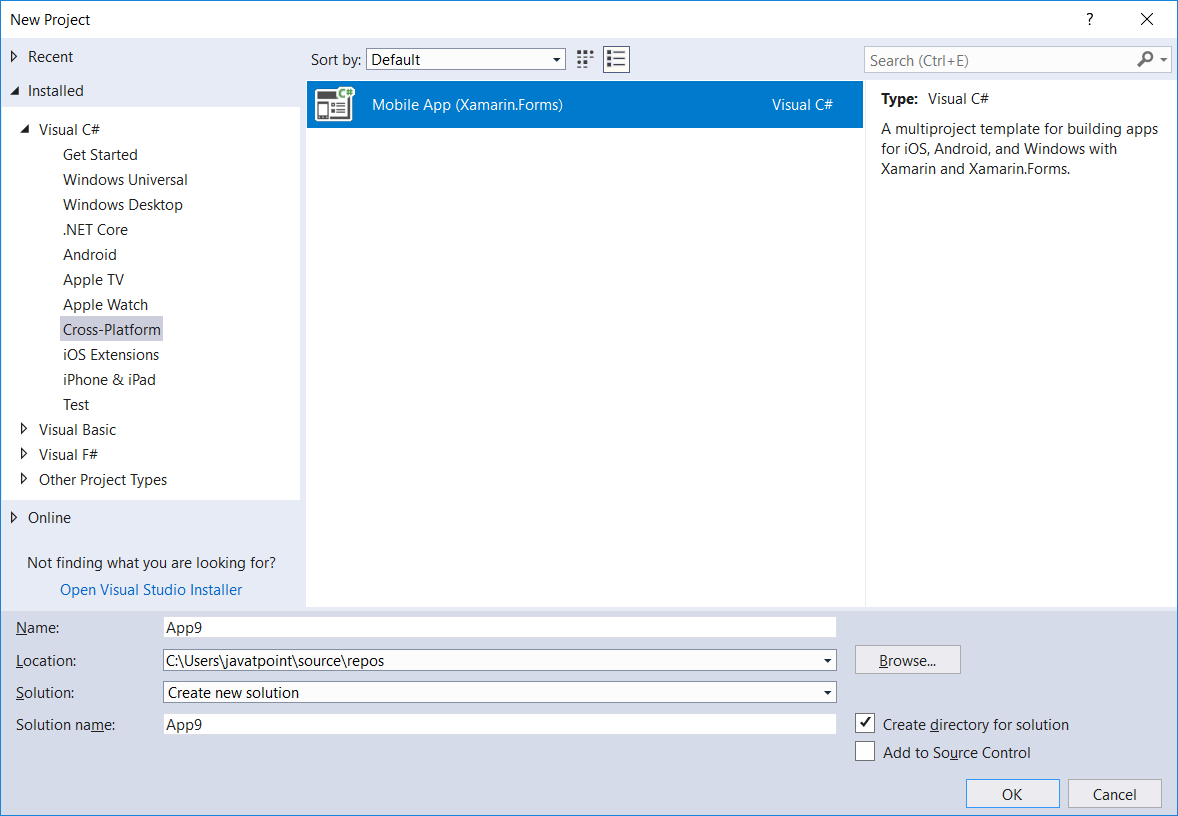 New Project
?
Recent
Installed
Visual C#
Get Started
Windows Universal
Windows Desktop
.NET Core
Android
Apple TV
Apple Watch
Cross-Platform
iOS Extensions
iPhone & iPad
Test
Visual Basic
Visual F#
Other Project Types
Online
Not finding what you are looking for?
Open Visual Studio Installer
Sort by: Default
C#
Mobile App (Xamarin.Forms) Visual C#
Search (Ctrl+E)
Type: Visual C#
A multiproject template for building apps
for iOS, Android, and Windows with
Xamarin and Xamarin.Forms.
Name: App9
Location: C:\Users\javatpoint\source\repos Browse...
Solution: Create new solution
Solution name: App9
Create directory for solution
Add to Source Control
OK Cancel